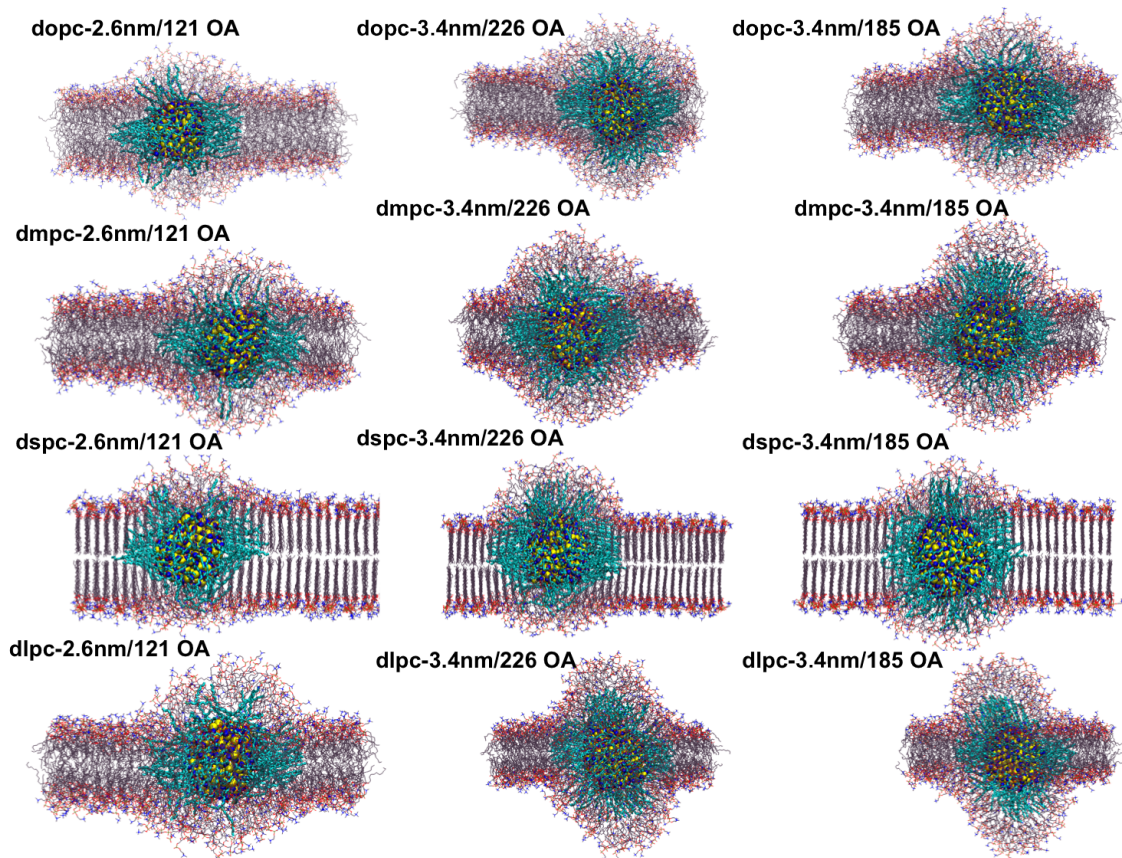 dopc-2.6nm/121 OA
dopc-3.4nm/226 OA
dopc-3.4nm/185 OA
dmpc-2.6nm/121 OA
dmpc-3.4nm/226 OA
dmpc-3.4nm/185 OA
dspc-2.6nm/121 OA
dspc-3.4nm/226 OA
dspc-3.4nm/185 OA
dlpc-2.6nm/121 OA
dlpc-3.4nm/226 OA
dlpc-3.4nm/185 OA